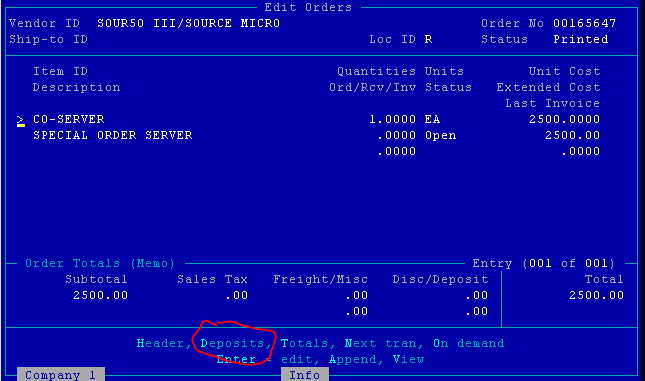 Edit Orders
Vendor ID SOUR50 III/SOURCE MICRO Order No 00165647
Ship-to ID Loc ID R Status Printed
Item ID Quantities Units Unit Cost
Description Ord/Rcv/Inv Status Extended Cost
Last Invoice
> CO-SERVER 1.0000 EA 2500.0000
SPECIAL ORDER SERVER .0000 Open 2500.00
.0000 .0000
Order Totals (Memo) Entry (001 of 001)
Subtotal Sales Tax Freight/Misc Disc/Deposit Total
2500.00 .00 .00 .00 2500.00
.00 .00
Header, Deposits, Totals, Next tran, On demand
Enter = edit, Append, View
Company 1 Info